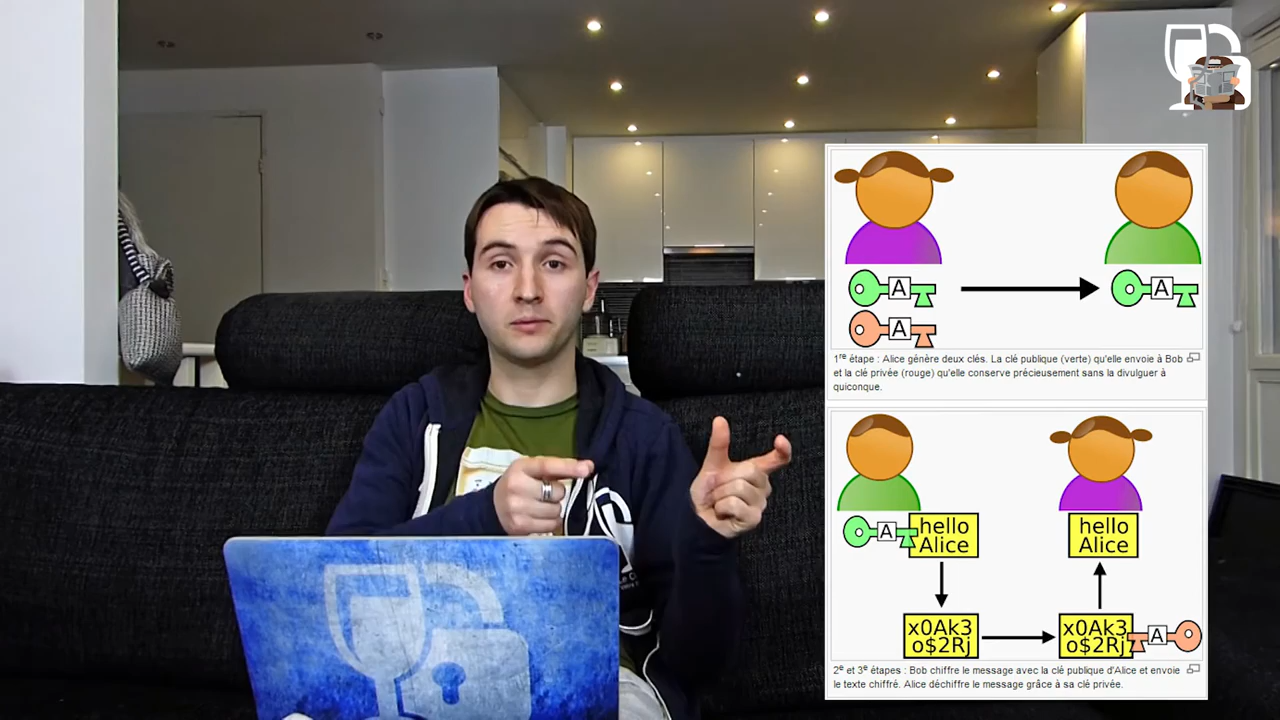 A
A
A
1re étape : Alice génère deux clés. La clé publique (verte) qu'elle envoie à Bob
et la clé privée (rouge) qu'elle conserve précieusement sans la divulguer à
quiconque.
A
hello
Alice
hello
Alice
x0Ak3
o$2Rj
x0Ak3
o$2Rj
A
2e et 3e étapes : Bob chiffre le message avec la clé publique d'Alice et envoie
le texte chiffré. Alice déchiffre le message grâce à sa clé privée.